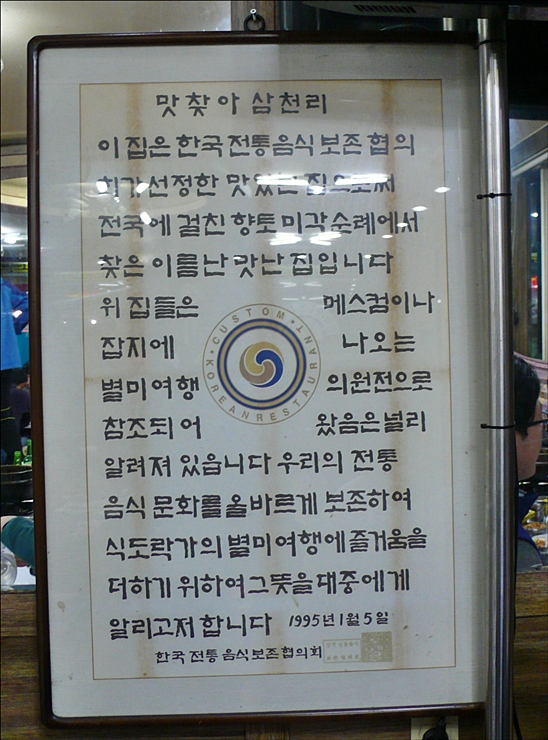 맛찾아 삼천리
이 집은 한국 전통음식 보존 협의
회가 선정한 맛있는 집으로써
전국에 걸친 향토 미각 순례에서
찾은 이름난 맛난 집입니다
위 집들은 메스컴이나
잡지에 나오는
별미여행 의원전으로
참조되어 왔음은 널리
알려져 있읍니다 우리의 전통
음식 문화를 올바르게 보존하여
식도락가의 별미여행에 즐거움을
더하기 위하여 그 뜻을 대중에게
알리고저 합니다 1995년 1월 5일
한국 전통 음식 보존 협의회
CUSTOM • KOREAN RESTAURANT •